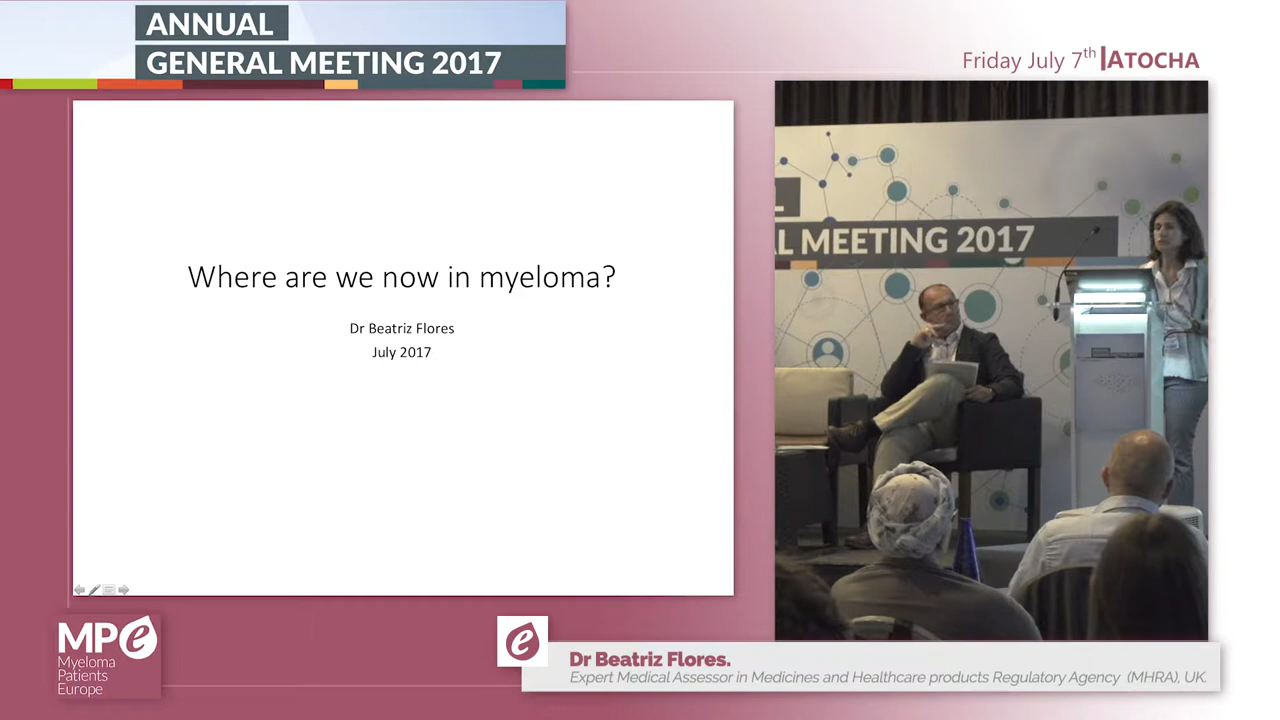 ANNUAL
GENERAL MEETING 2017
Friday July 7th |ATOCHA
Where are we now in myeloma?
Dr Beatriz Flores
July 2017
L
L MEETING 2017
MPe
Myeloma
Patients
Europe
e
Dr Beatriz Flores.
Expert Medical Assessor in Medicines and Healthcare products Regulatory Agency (MHRA), UK.